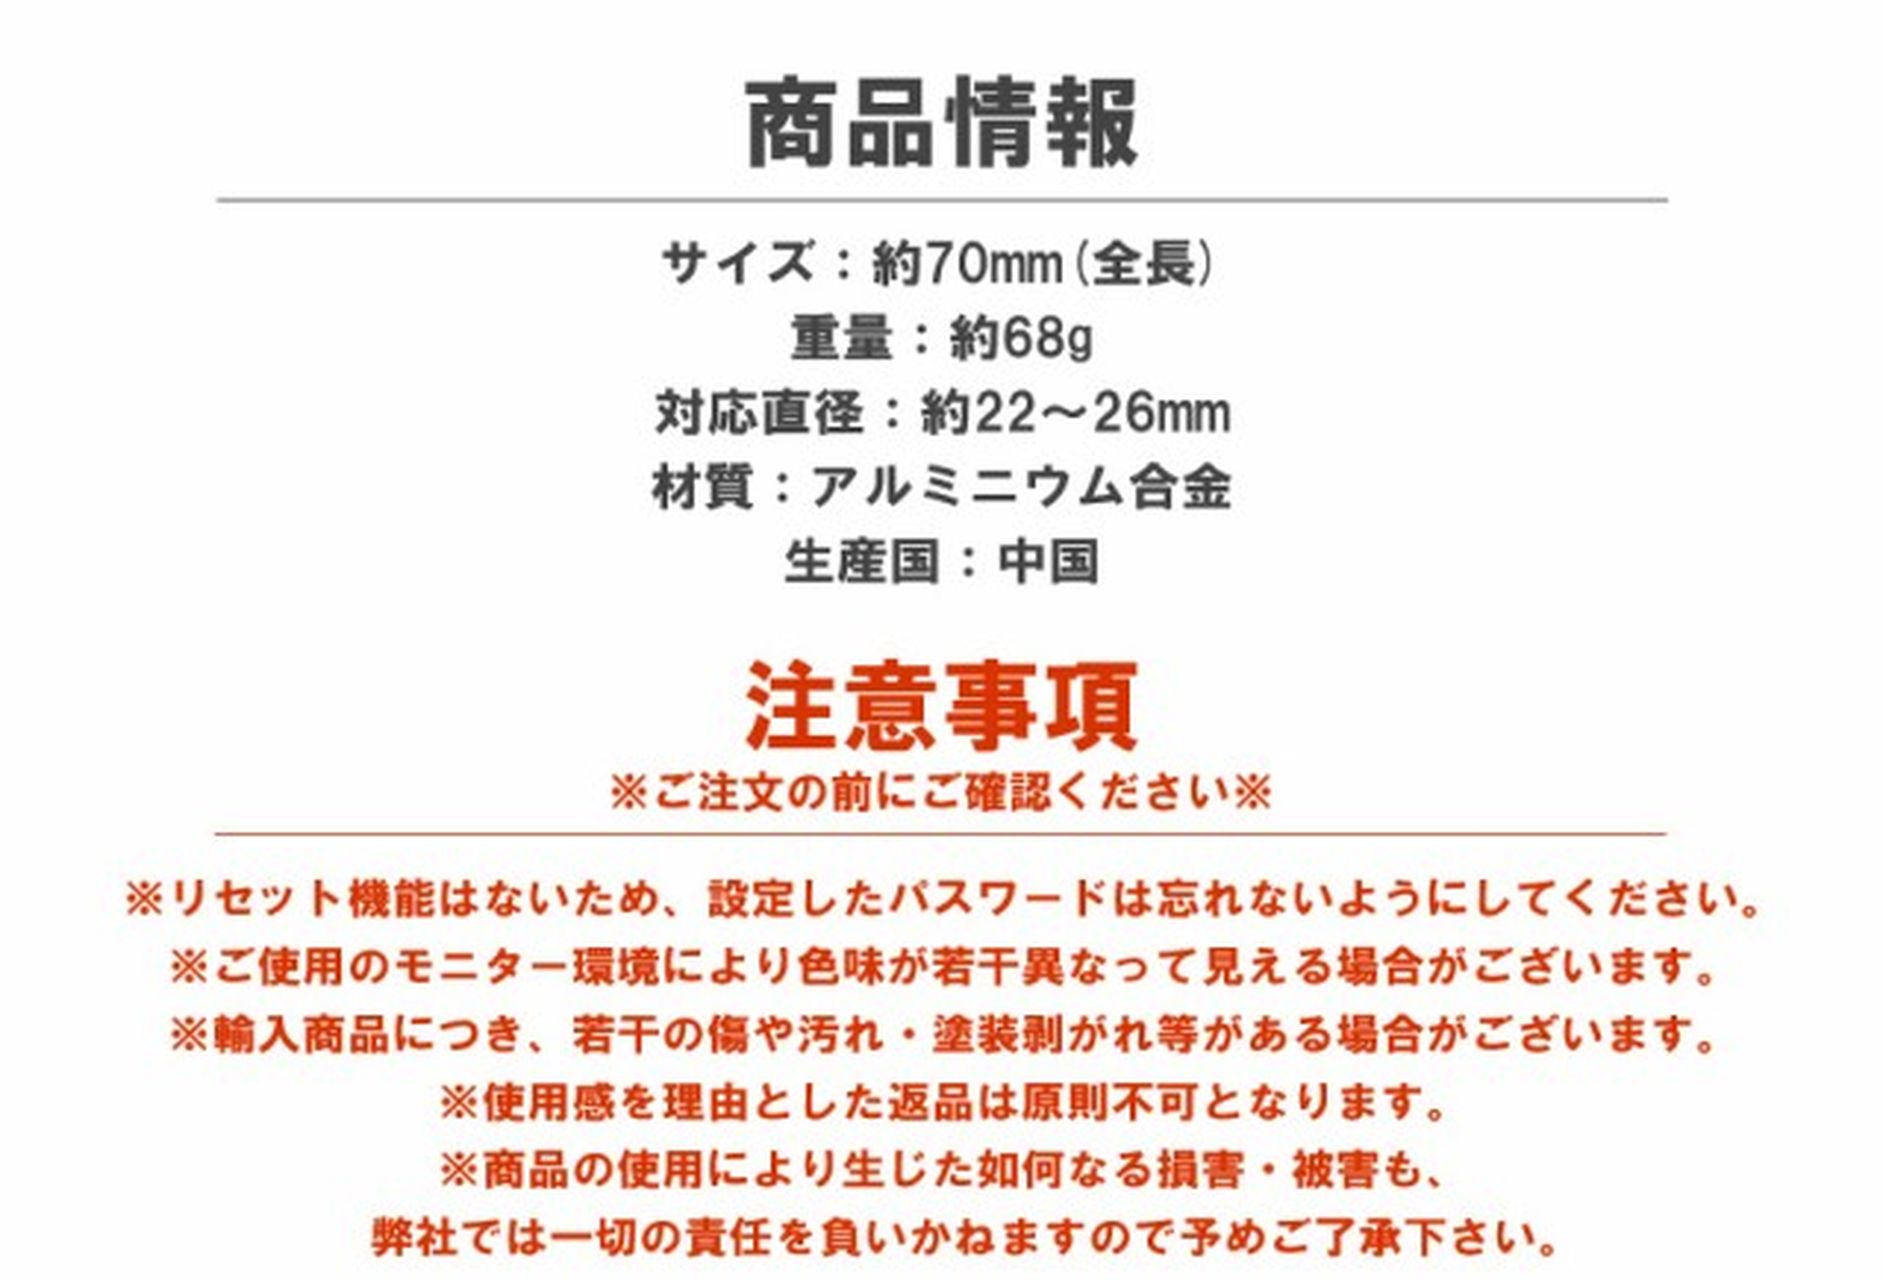 商品情報
サイズ：約70mm(全長)
重量：約68g
対応直径：約22～26mm
材質：アルミニウム合金
生産国：中国
注意事項
※ご注文の前にご確認ください※
※リセット機能はないため、設定したパスワードは忘れないようにしてください。
※ご使用のモニター環境により色味が若干異なって見える場合がございます。
※輸入商品につき、若干の傷や汚れ・塗装剥がれ等がある場合がございます。
※使用感を理由とした返品は原則不可となります。
※商品の使用により生じた如何なる損害・被害も、
弊社では一切の責任を負いかねますので予めご了承下さい。